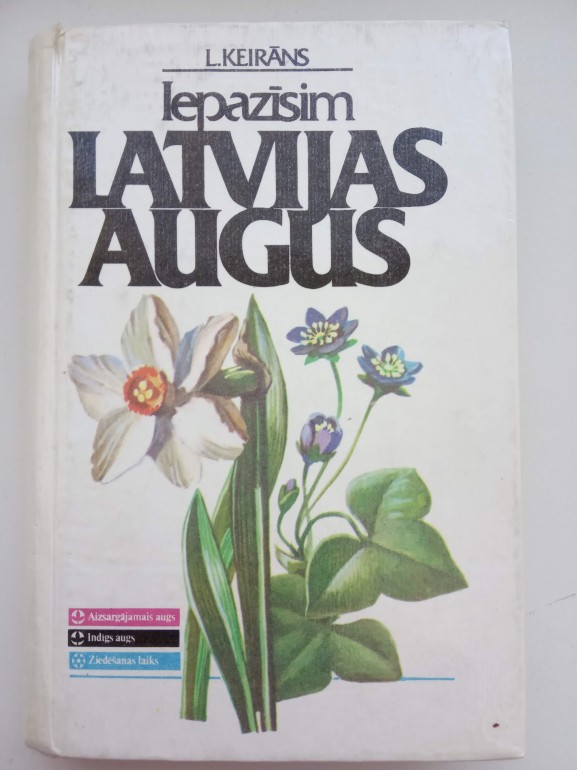 L.KEIRĀNS
Iepazīsim
LATVIJAS
AUGUS
Aizsargājamais augs
Indīgs augs
Ziedēšanas laiks